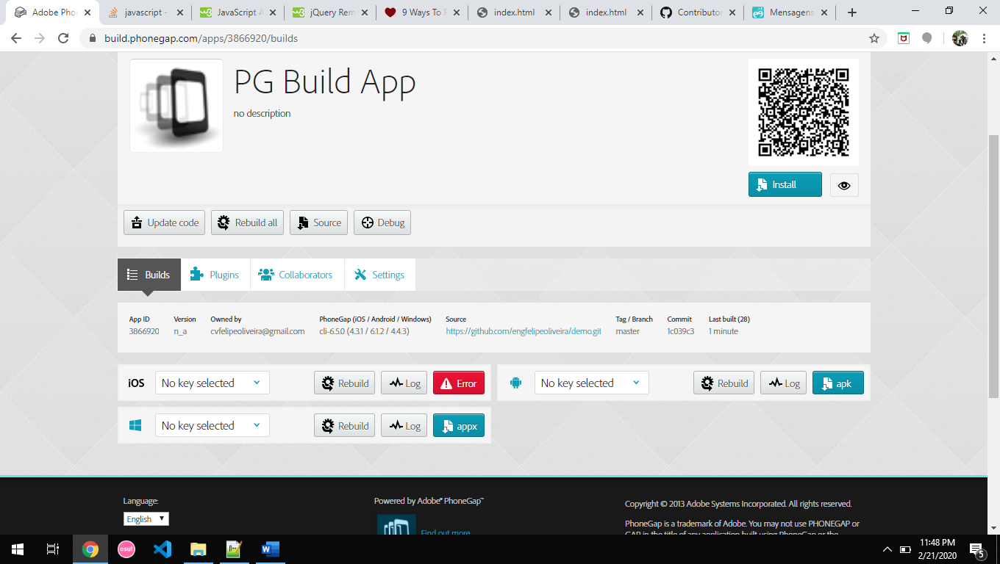 Adobe Pho
javascript -
JavaScript A
jQuery Rem
9 Ways To F
index.html
index.html
Contributor
Mensagens
build.phonegap.com/apps/3866920/builds
PG Build App
no description
Install
Update code
Rebuild all
Source
Debug
Builds
Plugins
Collaborators
Settings
App ID
3866920
Version
n_a
Owned by
cvfelipeoliveira@gmail.com
PhoneGap (iOS / Android / Windows)
cli-6.5.0 (4.3.1 / 6.1.2 / 4.4.3)
Source
https://github.com/engfelipeoliveira/demo.git
Tag / Branch
master
Commit
1c039c3
Last built (28)
1 minute
iOS
No key selected
Rebuild
Log
Error
No key selected
Rebuild
Log
apk
No key selected
Rebuild
Log
appx
Language:
English
Powered by Adobe® PhoneGap™
Find out more
Copyright © 2013 Adobe Systems Incorporated. All rights reserved.
PhoneGap is a trademark of Adobe. You may not use PHONEGAP or
GAP in the title of any application built using PhoneGap or the
osu!
11:48 PM
2/21/2020
5